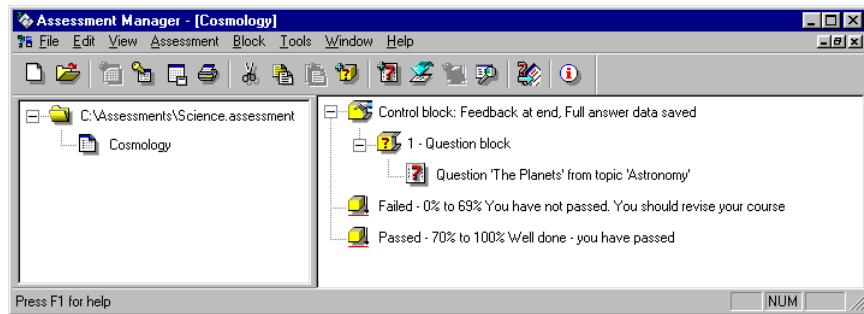 Assessment Manager - [Cosmology]
File Edit View Assessment Block Tools Window Help
C:\Assessments\Science.assessment
Cosmology
Control block: Feedback at end, Full answer data saved
1 - Question block
Question 'The Planets' from topic 'Astronomy'
Failed - 0% to 69% You have not passed. You should revise your course
Passed - 70% to 100% Well done - you have passed
Press F1 for help
NUM